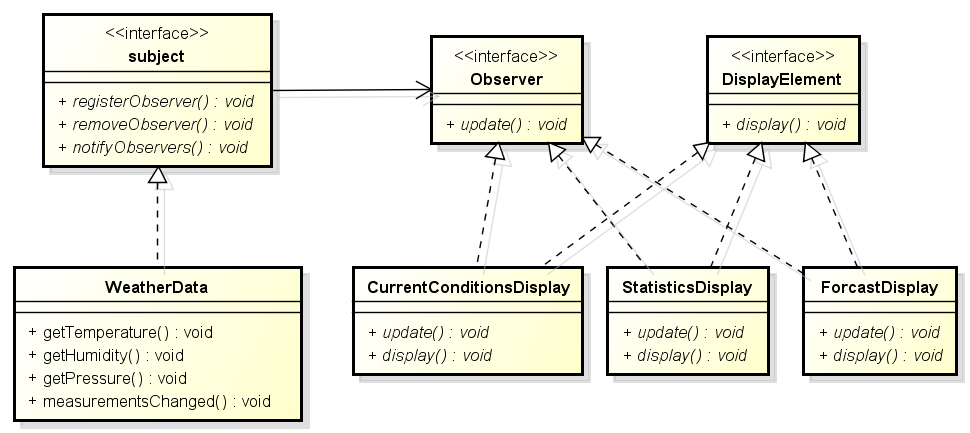 <<interface>>
subject
+ registerObserver() : void
+ removeObserver() : void
+ notifyObservers() : void
<<interface>>
Observer
+ update() : void
<<interface>>
DisplayElement
+ display() : void
WeatherData
+ getTemperature() : void
+ getHumidity() : void
+ getPressure() : void
+ measurementsChanged() : void
CurrentConditionsDisplay
+ update() : void
+ display() : void
StatisticsDisplay
+ update() : void
+ display() : void
ForcastDisplay
+ update() : void
+ display() : void